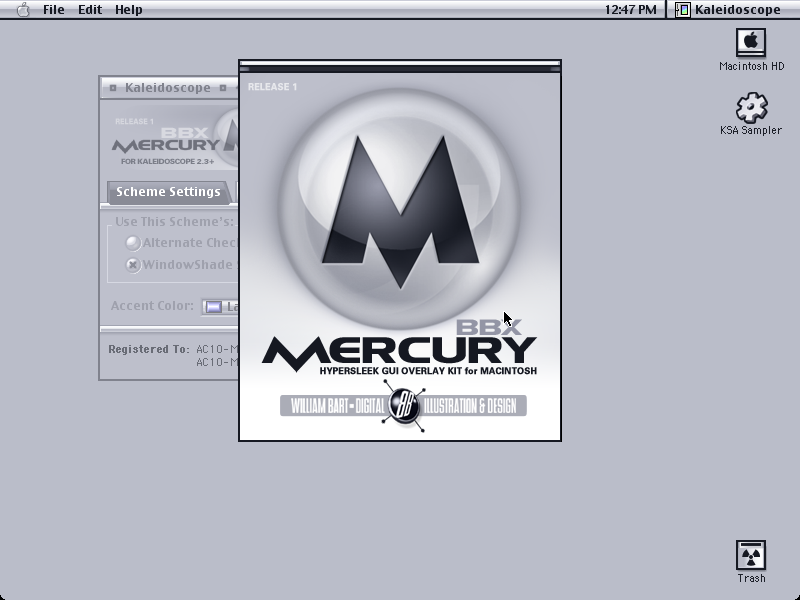 File Edit Help
12:47 PM Kaleidoscope
Macintosh HD
KSA Sampler
Trash
Kaleidoscope
RELEASE 1
BBX
MERCURY
FOR KALEIDOSCOPE 2.3+
Scheme Settings
Use This Scheme's:
Alternate
WindowShade
Accent Color:
Registered To: AC10-M
AC10-M
RELEASE 1
M
BBX
MERCURY
HYPERSLEEK GUI OVERLAY KIT for MACINTOSH
WILLIAM BART - DIGITAL BB ILLUSTRATION & DESIGN